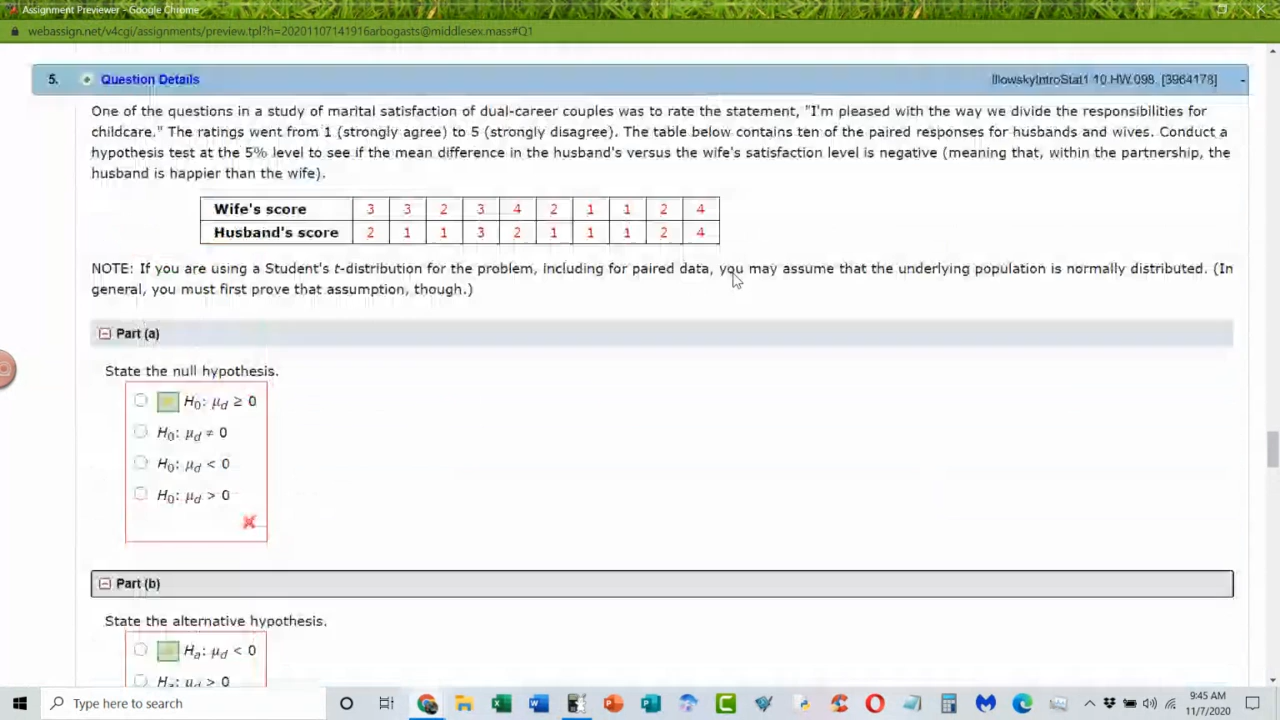 Assignment Previewer - Google Chrome
webassign.net/v4cgi/assignments/preview.tpl?h=20201107141916arbogasts@middlesex.mass#Q1
5. Question Details IllowskyIntroStat1 10.HW.098. [3964178] -
One of the questions in a study of marital satisfaction of dual-career couples was to rate the statement, "I'm pleased with the way we divide the responsibilities for
childcare." The ratings went from 1 (strongly agree) to 5 (strongly disagree). The table below contains ten of the paired responses for husbands and wives. Conduct a
hypothesis test at the 5% level to see if the mean difference in the husband's versus the wife's satisfaction level is negative (meaning that, within the partnership, the
husband is happier than the wife).
Wife's score 3 3 2 3 4 2 1 1 2 4
Husband's score 2 1 1 3 2 1 1 1 2 4
NOTE: If you are using a Student's t-distribution for the problem, including for paired data, you may assume that the underlying population is normally distributed. (In
general, you must first prove that assumption, though.)
Part (a)
State the null hypothesis.
H0: μd ≥ 0
H0: μd ≠ 0
H0: μd < 0
H0: μd > 0
Part (b)
State the alternative hypothesis.
Ha: μd < 0
Ha: μd > 0
Type here to search
9:45 AM
11/7/2020